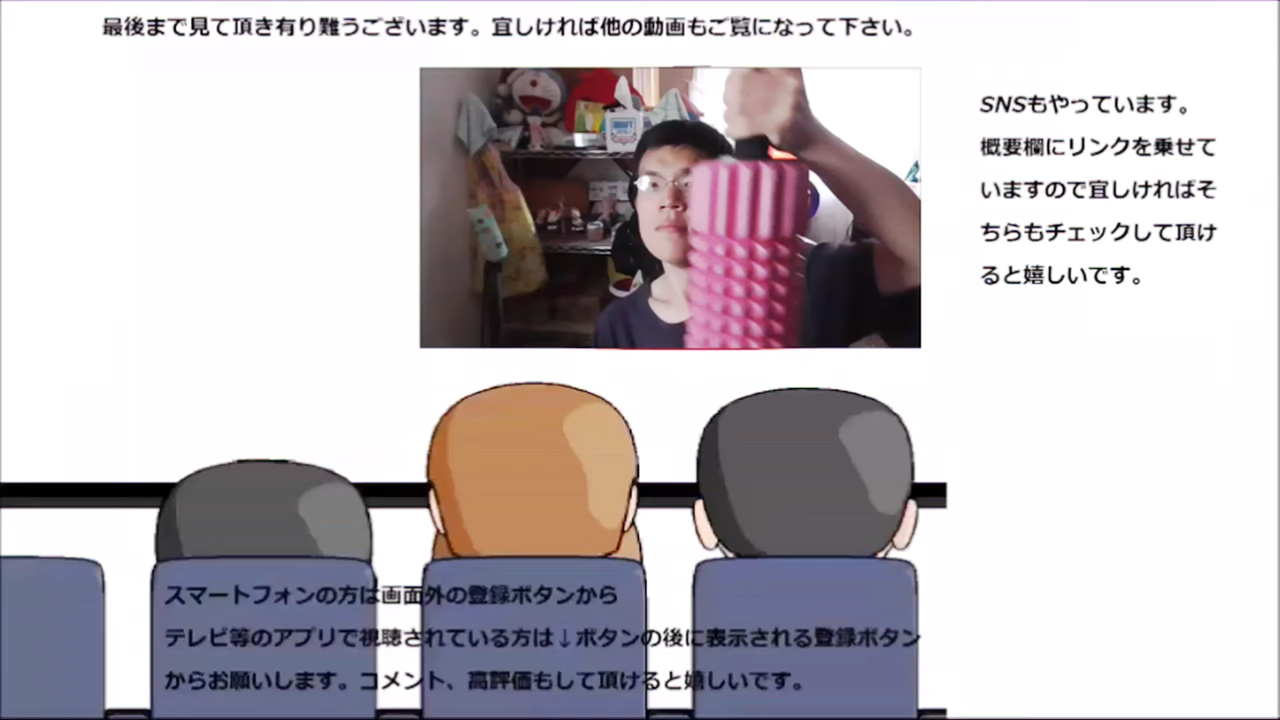 最後まで見て頂き有り難うございます。宜しければ他の動画もご覧になって下さい。
SNSもやっています。
概要欄にリンクを乗せて
いますので宜しければそ
ちらもチェックして頂け
ると嬉しいです。
スマートフォンの方は画面外の登録ボタンから
テレビ等のアプリで視聴されている方は↓ボタンの後に表示される登録ボタン
からお願いします。コメント、高評価もして頂けると嬉しいです。